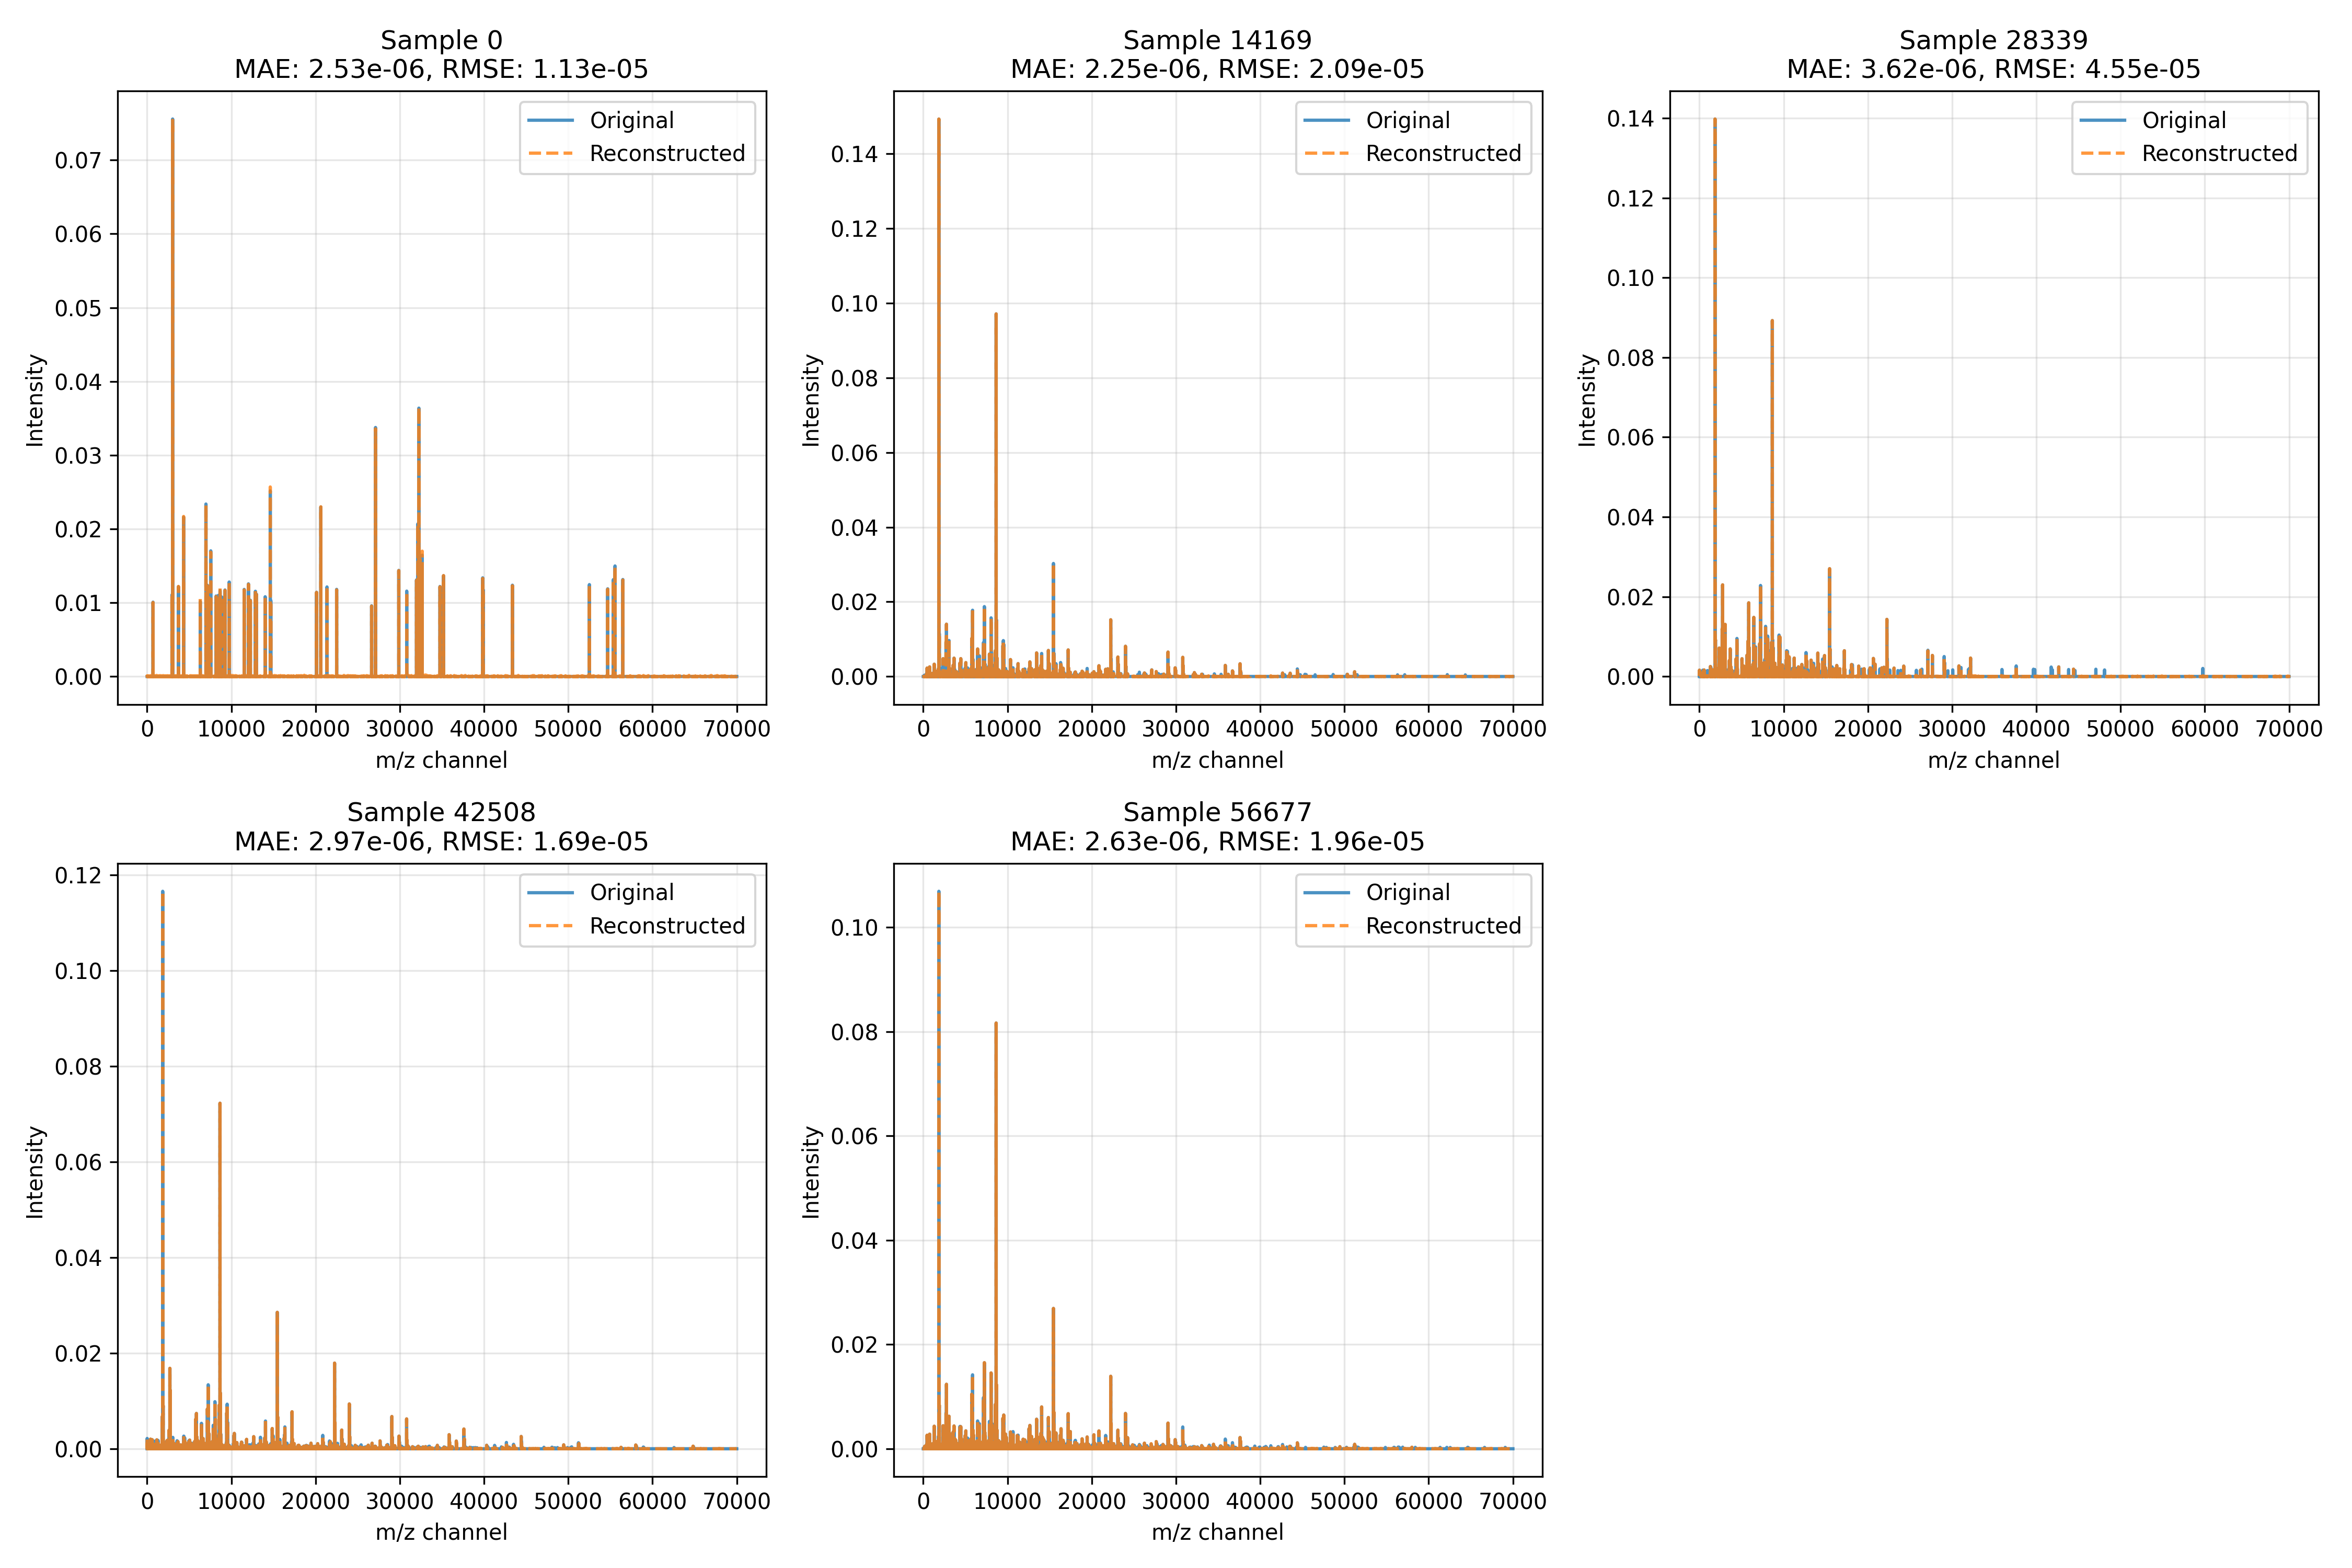 Sample 0
MAE: 2.53e-06, RMSE: 1.13e-05
Original
Reconstructed
Intensity
0.07
0.06
0.05
0.04
0.03
0.02
0.01
0.00
0 10000 20000 30000 40000 50000 60000 70000
m/z channel
Sample 14169
MAE: 2.25e-06, RMSE: 2.09e-05
Original
Reconstructed
Intensity
0.14
0.12
0.10
0.08
0.06
0.04
0.02
0.00
0 10000 20000 30000 40000 50000 60000 70000
m/z channel
Sample 28339
MAE: 3.62e-06, RMSE: 4.55e-05
Original
Reconstructed
Intensity
0.14
0.12
0.10
0.08
0.06
0.04
0.02
0.00
0 10000 20000 30000 40000 50000 60000 70000
m/z channel
Sample 42508
MAE: 2.97e-06, RMSE: 1.69e-05
Original
Reconstructed
Intensity
0.12
0.10
0.08
0.06
0.04
0.02
0.00
0 10000 20000 30000 40000 50000 60000 70000
m/z channel
Sample 56677
MAE: 2.63e-06, RMSE: 1.96e-05
Original
Reconstructed
Intensity
0.10
0.08
0.06
0.04
0.02
0.00
0 10000 20000 30000 40000 50000 60000 70000
m/z channel